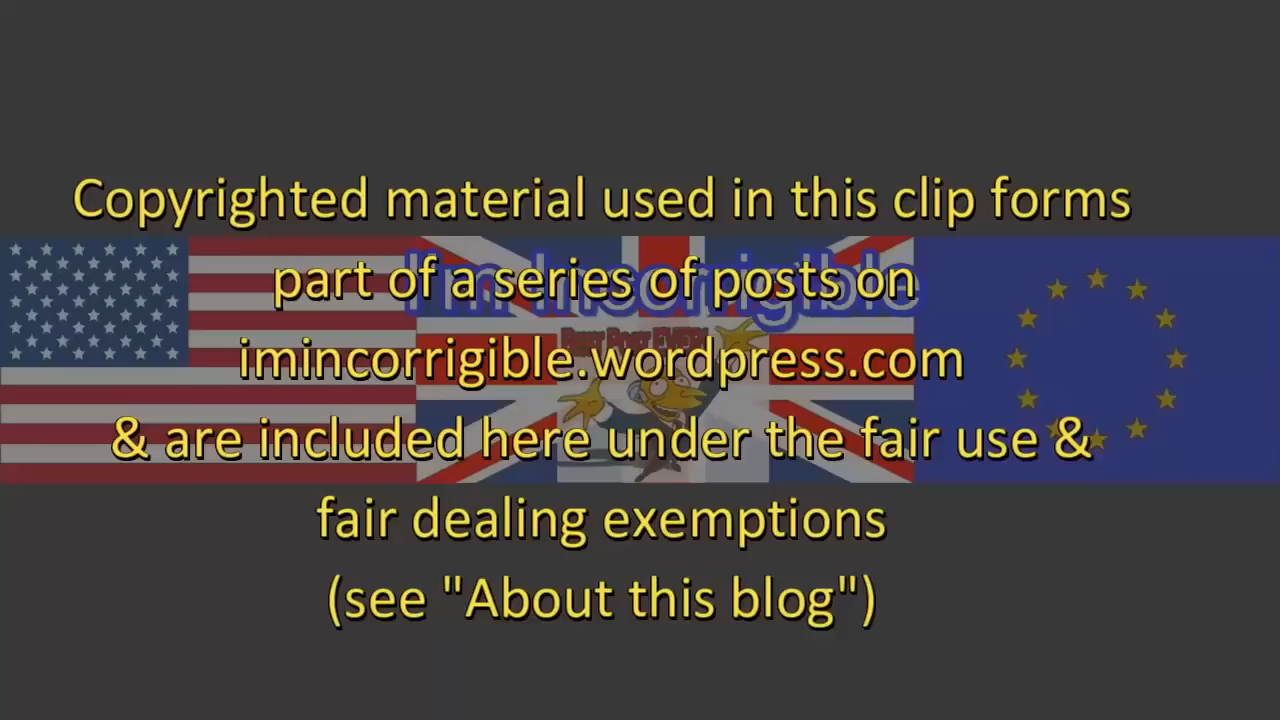 Copyrighted material used in this clip forms
part of a series of posts on
I'm Incorrigible
imincorrigible.wordpress.com
& are included here under the fair use &
fair dealing exemptions
(see "About this blog")